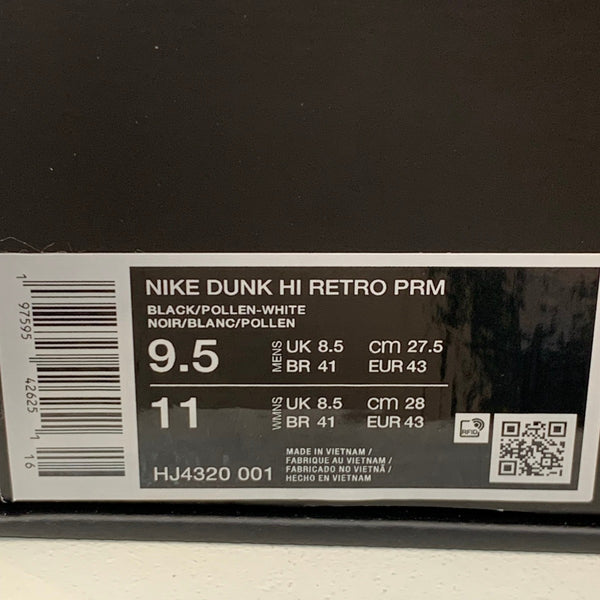 NIKE DUNK HI RETRO PRM
BLACK/POLLEN-WHITE
NOIR/BLANC/POLLEN
9.5 MENS UK 8.5 CM 27.5
BR 41 EUR 43
11 WMNS UK 8.5 CM 28
BR 41 EUR 43
RFID
HJ4320 001
MADE IN VIETNAM /
FABRIQUE AU VIETNAM /
FABRICADO NO VIETNÃ /
HECHO EN VIETNAM
1 97595 42625 1 16